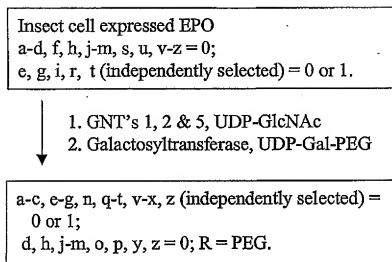 Insect cell expressed EPO
a-d, f, h, j-m, s, u, v-z = 0;
e, g, i, r, t (independently selected) = 0 or 1.
1. GNT's 1, 2 & 5, UDP-GlcNAc
2. Galactosyltransferase, UDP-Gal-PEG
a-c, e-g, n, q-t, v-x, z (independently selected) =
0 or 1;
d, h, j-m, o, p, y, z = 0; R = PEG.